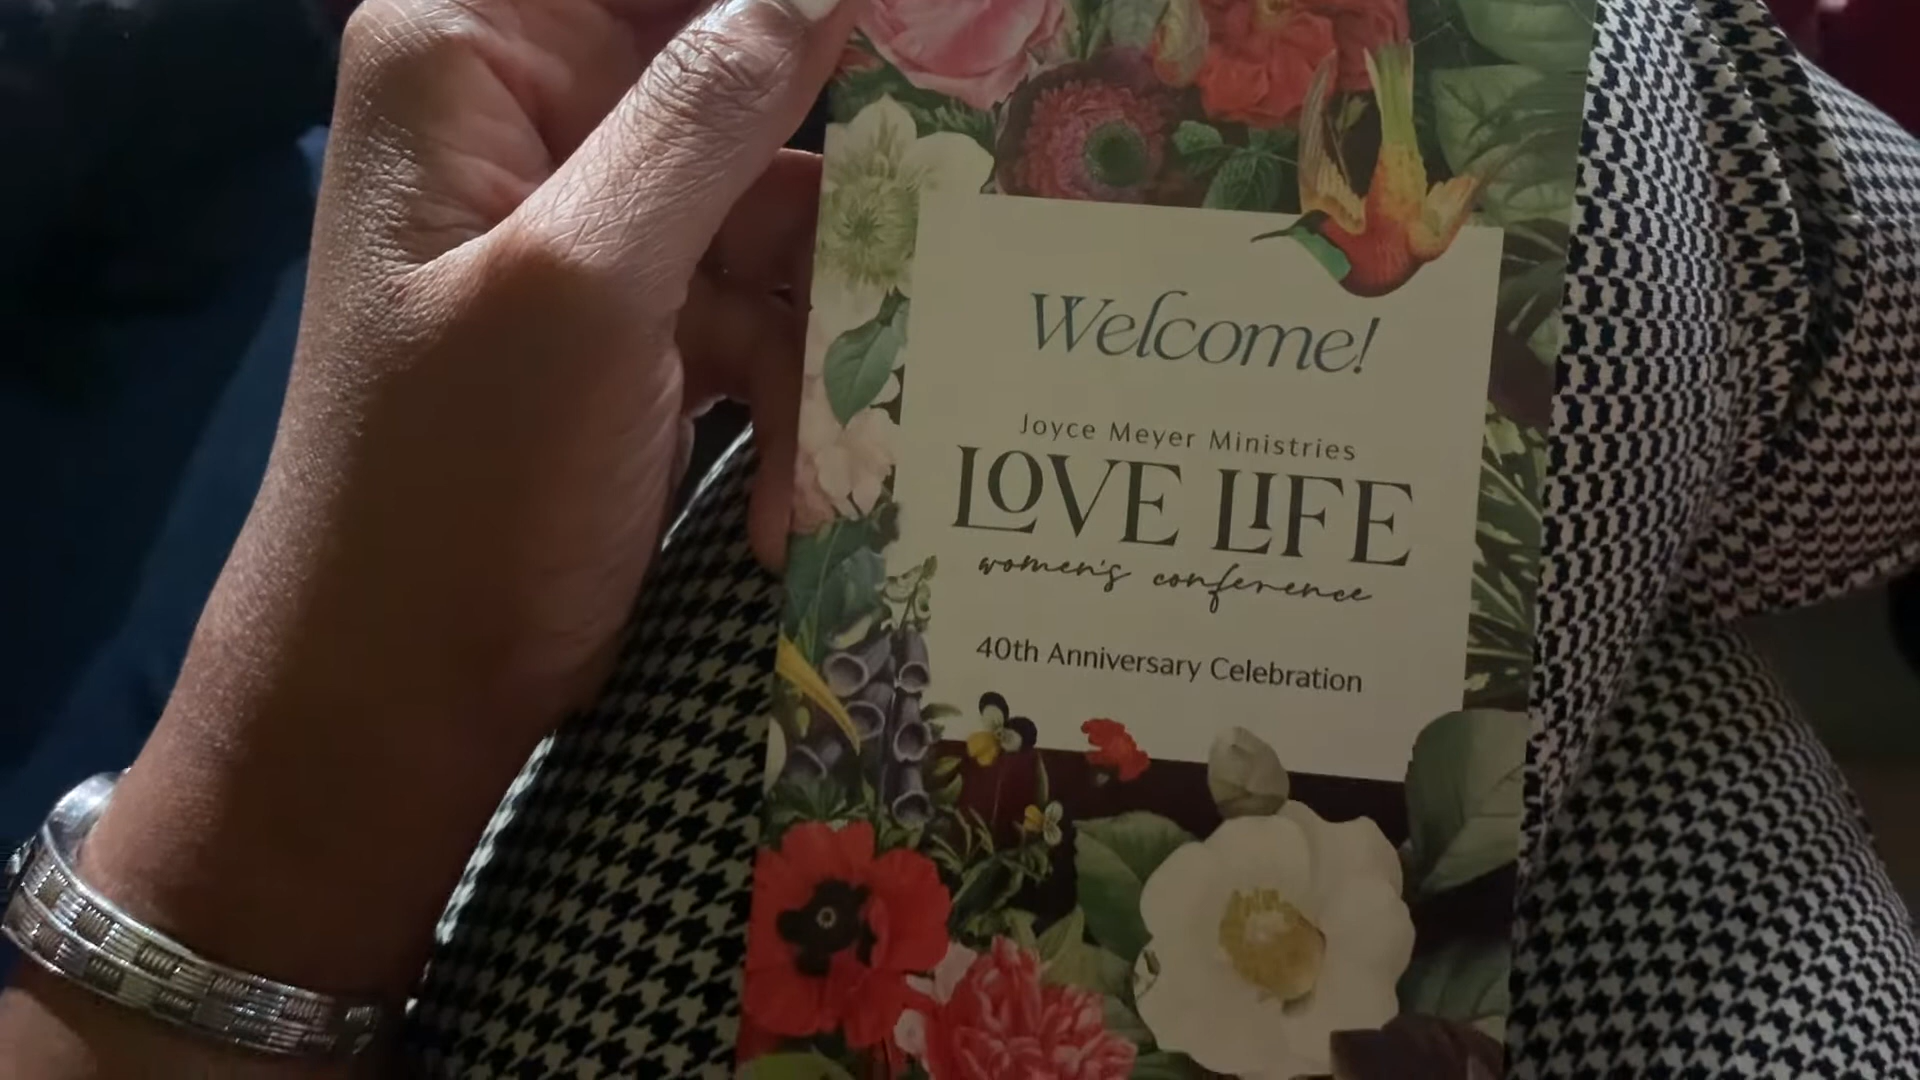 Welcome!
Joyce Meyer Ministries
LOVE LIFE
women's conference
40th Anniversary Celebration